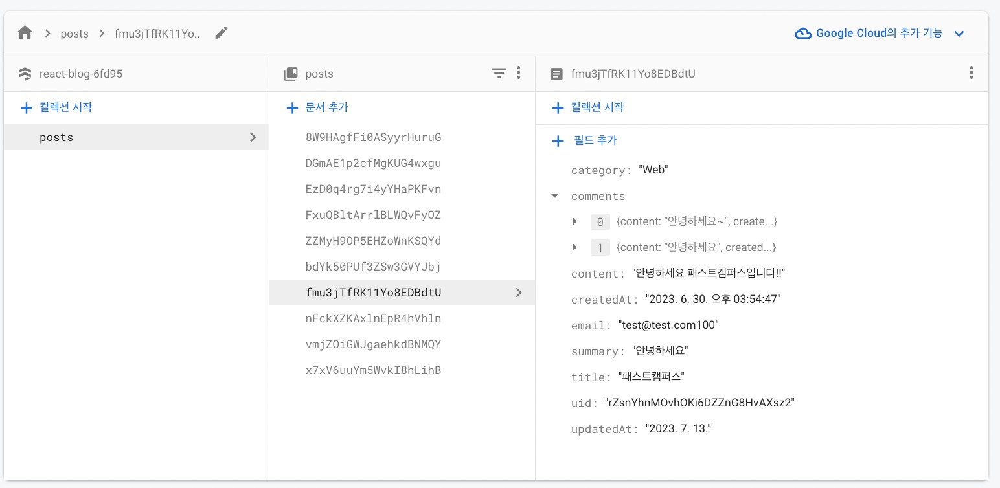 posts
fmu3jTfRK11Yo..
Google Cloud의 추가 기능
react-blog-6fd95
컬렉션 시작
posts
posts
문서 추가
8W9HAgfFi0ASyyrHuruG
DGmAE1p2cfMgKUG4wxgu
EzD0q4rg7i4yYHaPKFvn
FxuQBltArrlBLWQvFyOZ
ZZMyH9OP5EHZoWnKSQYd
bdYk50PUf3ZSw3GVYJbj
fmu3jTfRK11Yo8EDBdtU
nFckXZKAxlnEpR4hVhln
vmjZOiGWJgaehkdBNMQY
x7xV6uuYm5WvkI8hLihB
fmu3jTfRK11Yo8EDBdtU
컬렉션 시작
필드 추가
category: "Web"
comments
0 {content: "안녕하세요~", create...}
1 {content: "안녕하세요", created...}
content: "안녕하세요 패스트캠퍼스입니다!!"
createdAt: "2023. 6. 30. 오후 03:54:47"
email: "test@test.com100"
summary: "안녕하세요"
title: "패스트캠퍼스"
uid: "rZsnYhnMOvhOKi6DZZnG8HvAXsz2"
updatedAt: "2023. 7. 13."